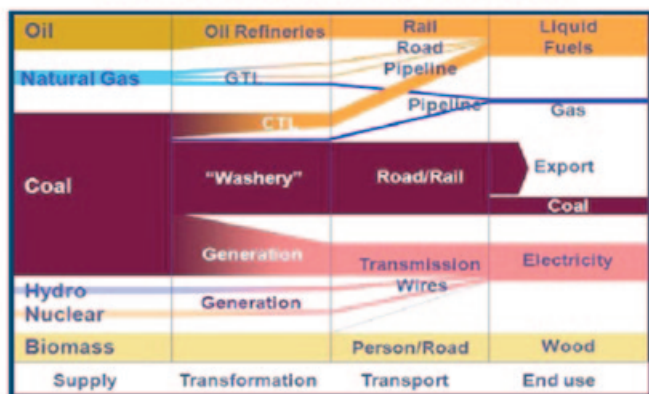 Oil Oil Refineries Rail Liquid
Road Fuels
Natural Gas GTL Pipeline
Pipeline Gas
CTL
Export
Coal "Washery" Road/Rail
Coal
Generation Transmission Electricity
Hydro Wires
Generation
Nuclear
Biomass Person/Road Wood
Supply Transformation Transport End use